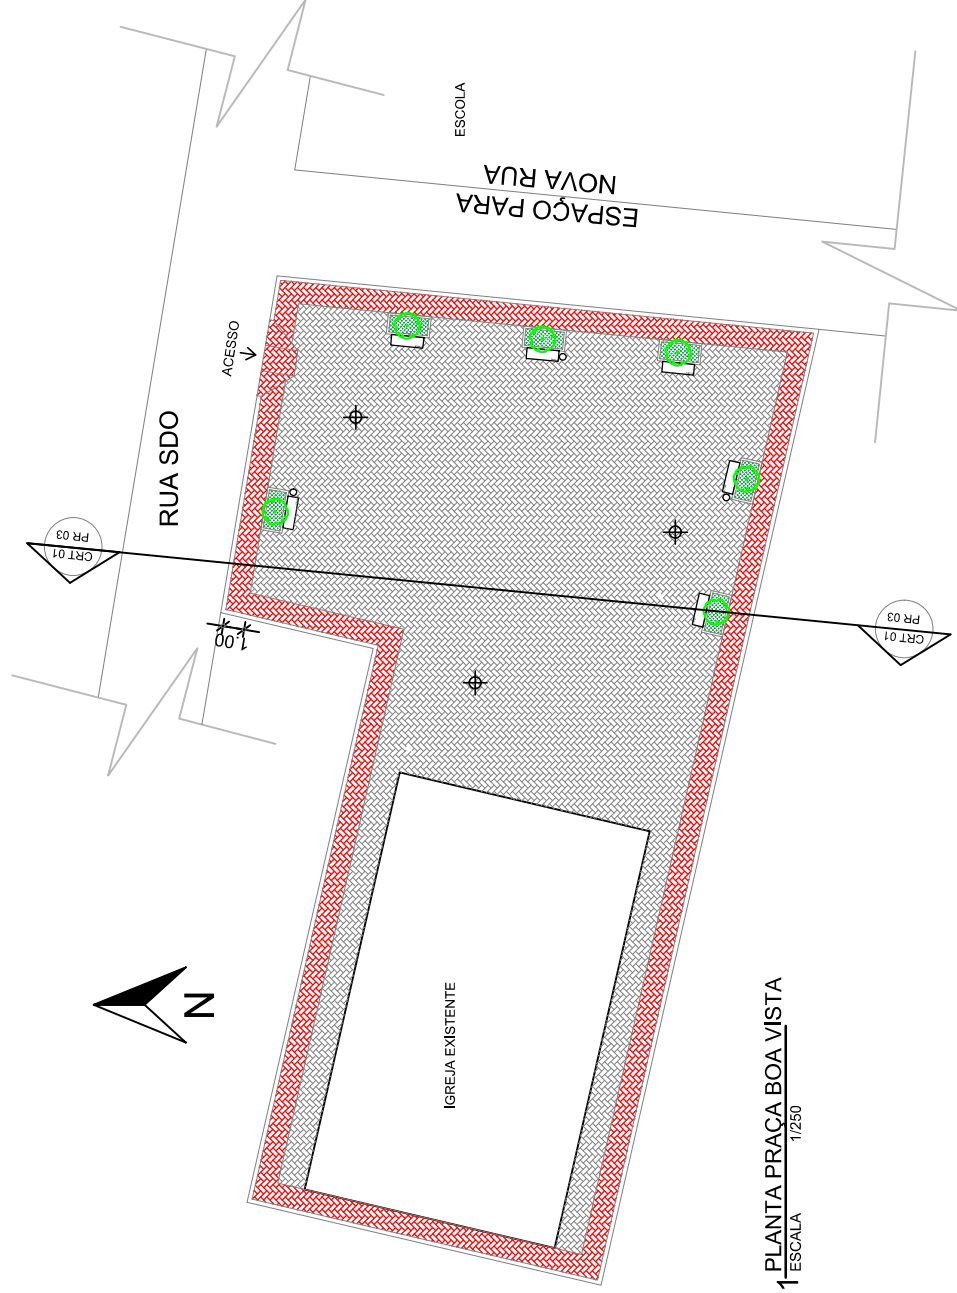 ESCOLA
NOVA RUA
ESPAÇO PARA
ACESSO
RUA SDO
PR 03
CRT 01
1,00
PR 03
CRT 01
N
IGREJA EXISTENTE
1
PLANTA PRAÇA BOA VISTA
ESCALA 1/250